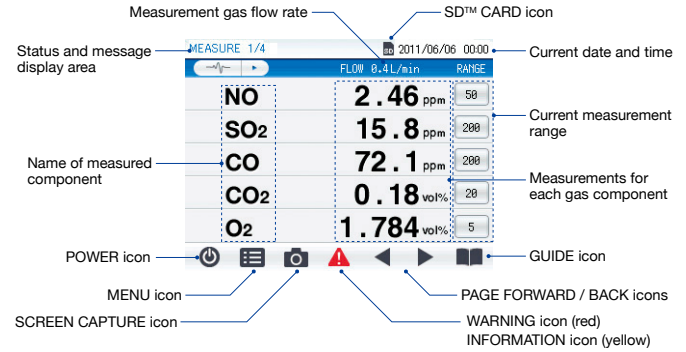 Measurement gas flow rate
SD™ CARD icon
Status and message
display area
MEASURE 1/4
SD
2011/06/06 00:00
Current date and time
FLOW 0.4L/min
RANGE
NO
2.46 ppm
50
SO2
15.8 ppm
200
Current measurement
range
CO
72.1 ppm
200
Name of measured
component
CO2
0.18 vol%
20
Measurements for
each gas component
O2
1.784 vol%
5
POWER icon
GUIDE icon
MENU icon
PAGE FORWARD / BACK icons
SCREEN CAPTURE icon
WARNING icon (red)
INFORMATION icon (yellow)